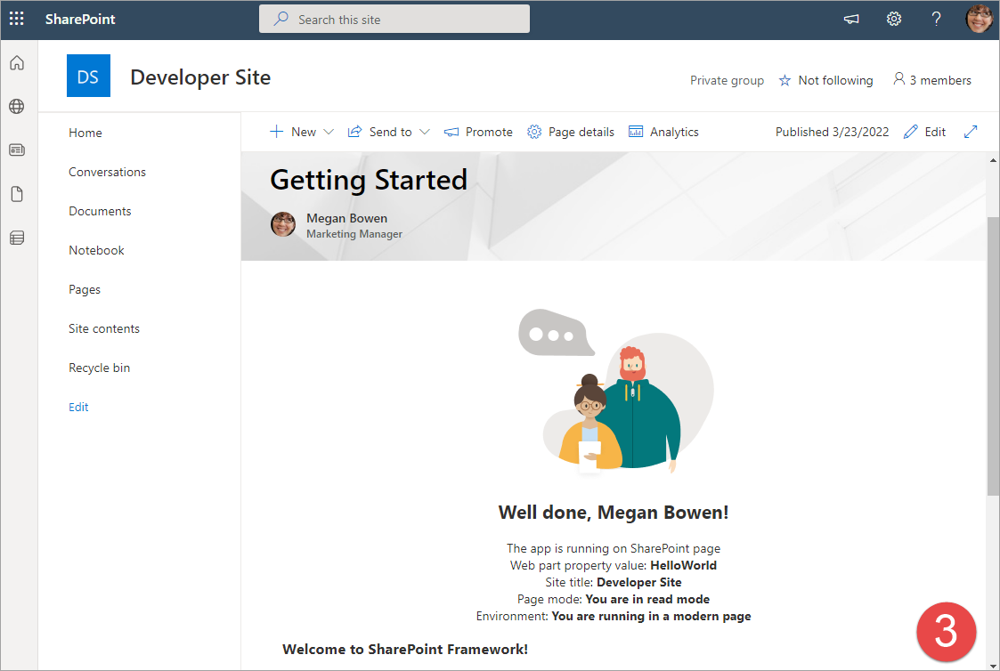 SharePoint
Search this site
?
DS
Developer Site
Private group
Not following
3 members
Home
Conversations
Documents
Notebook
Pages
Site contents
Recycle bin
Edit
New
Send to
Promote
Page details
Analytics
Published 3/23/2022
Edit
Getting Started
Megan Bowen
Marketing Manager
Well done, Megan Bowen!
The app is running on SharePoint page
Web part property value: HelloWorld
Site title: Developer Site
Page mode: You are in read mode
Environment: You are running in a modern page
Welcome to SharePoint Framework!
3